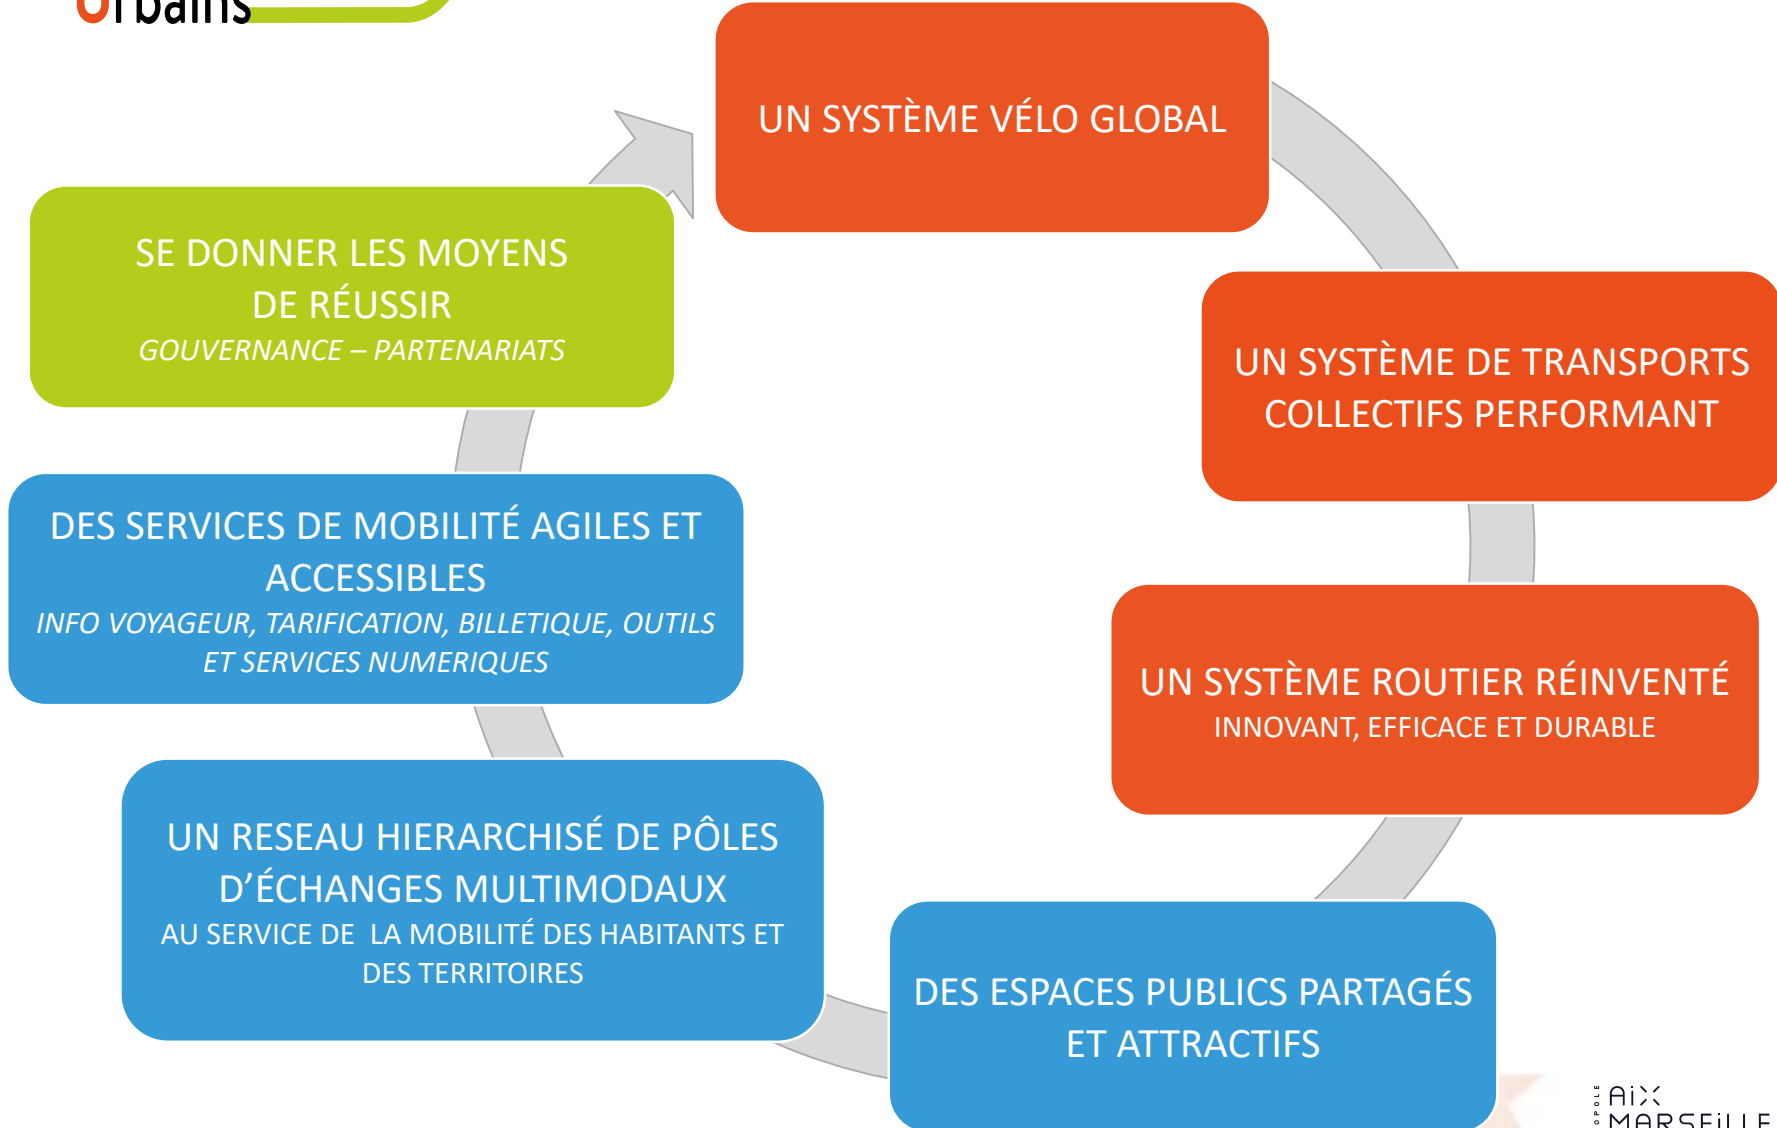 Urbains
UN SYSTÈME VÉLO GLOBAL
SE DONNER LES MOYENS
DE RÉUSSIR
GOUVERNANCE – PARTENARIATS
UN SYSTÈME DE TRANSPORTS
COLLECTIFS PERFORMANT
DES SERVICES DE MOBILITÉ AGILES ET
ACCESSIBLES
INFO VOYAGEUR, TARIFICATION, BILLETIQUE, OUTILS
ET SERVICES NUMERIQUES
UN SYSTÈME ROUTIER RÉINVENTÉ
INNOVANT, EFFICACE ET DURABLE
UN RESEAU HIERARCHISÉ DE PÔLES
D’ÉCHANGES MULTIMODAUX
AU SERVICE DE  LA MOBILITÉ DES HABITANTS ET
DES TERRITOIRES
DES ESPACES PUBLICS PARTAGÉS
ET ATTRACTIFS
AiX
MARSEiLLE